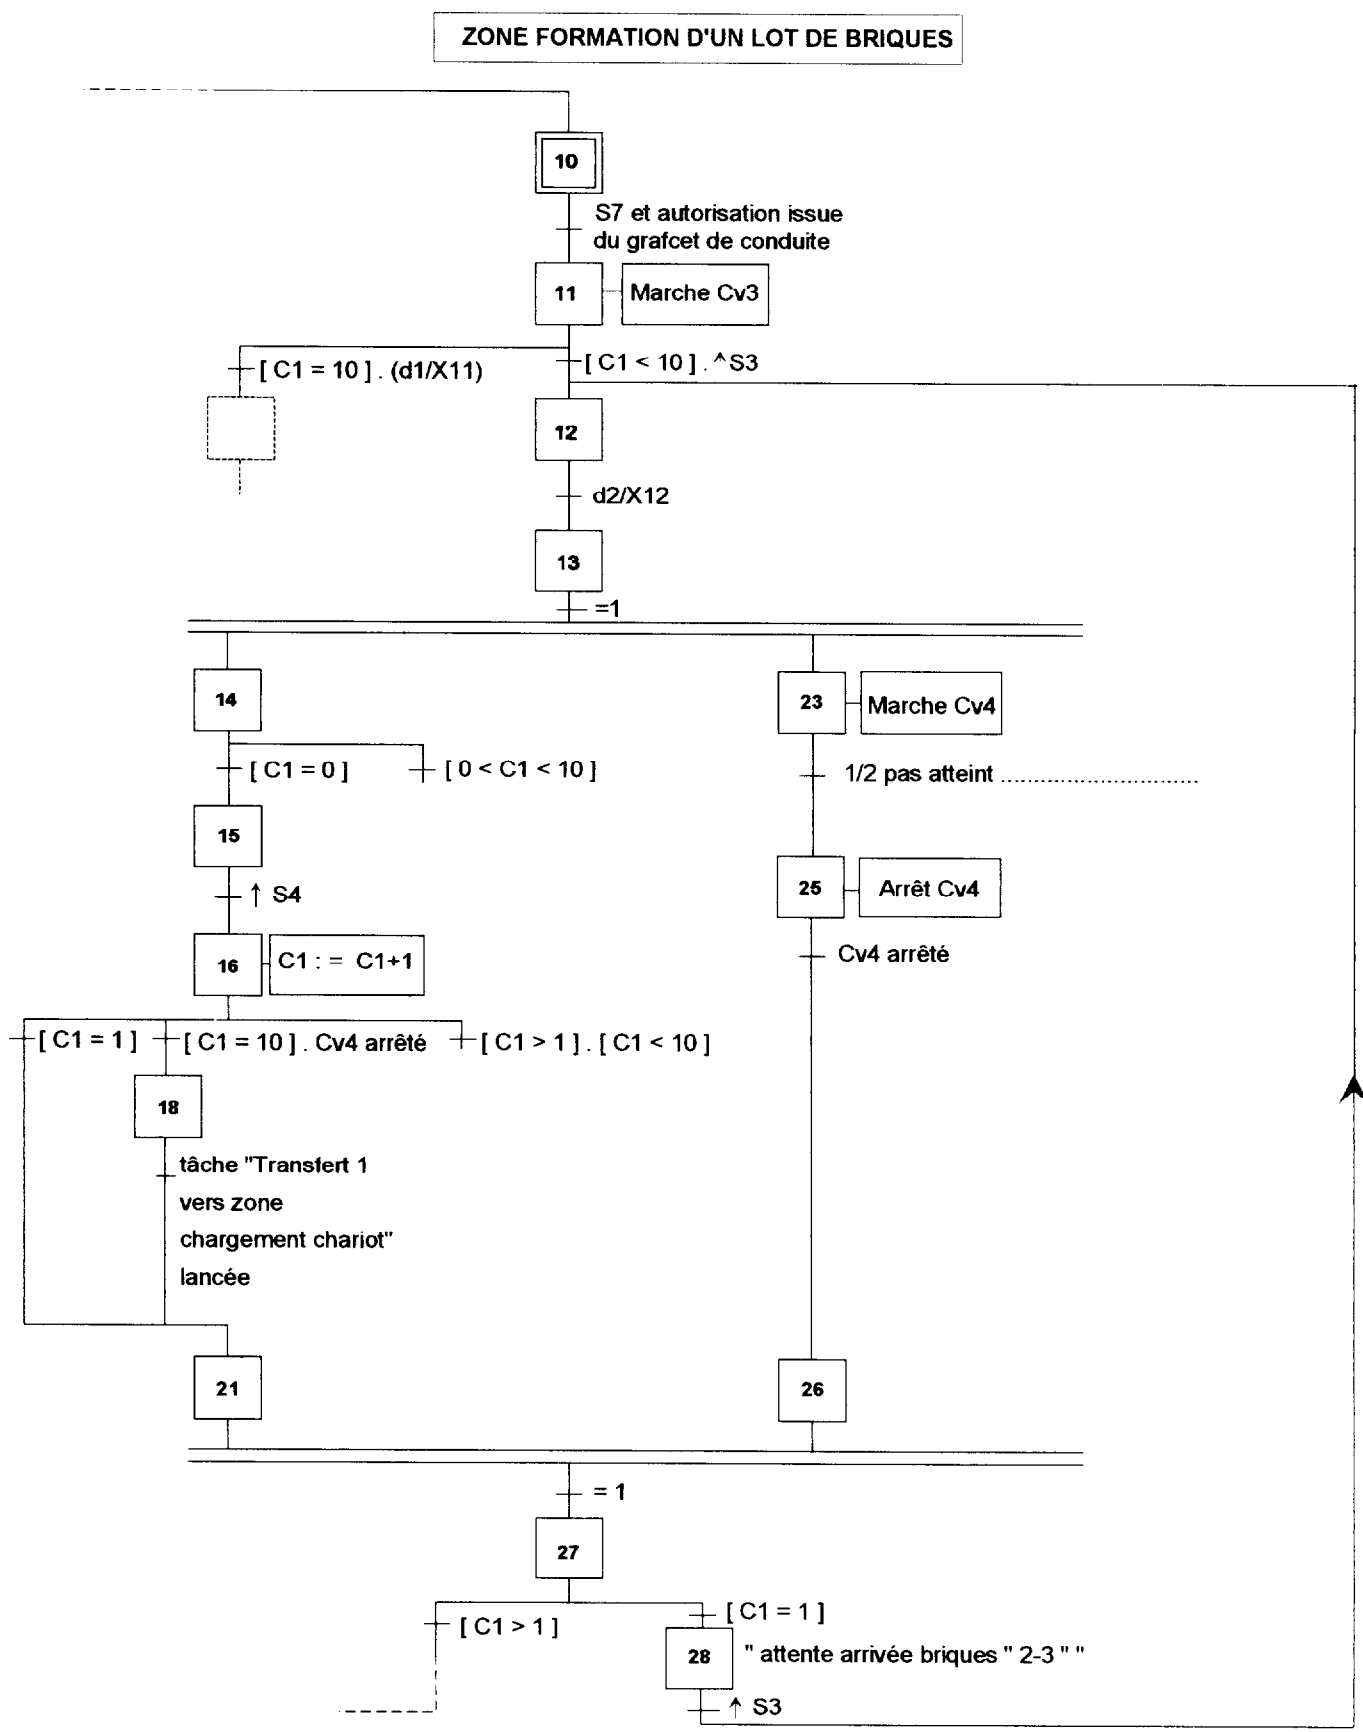 ZONE FORMATION D'UN LOT DE BRIQUES
10
S7 et autorisation issue
du grafcet de conduite
11
Marche Cv3
[ C1 = 10 ] . (d1/X11)
[ C1 < 10 ] . ^S3
12
d2/X12
13
=1
14
23
Marche Cv4
[ C1 = 0 ]
[ 0 < C1 < 10 ]
1/2 pas atteint ............................
15
25
Arrêt Cv4
↑ S4
16
C1 : = C1+1
Cv4 arrêté
[ C1 = 1 ]
[ C1 = 10 ] . Cv4 arrêté
[ C1 > 1 ] . [ C1 < 10 ]
18
tâche "Transfert 1
vers zone
chargement chariot"
lancée
21
26
= 1
27
[ C1 > 1 ]
[ C1 = 1 ]
28
" attente arrivée briques " 2-3 " "
↑ S3